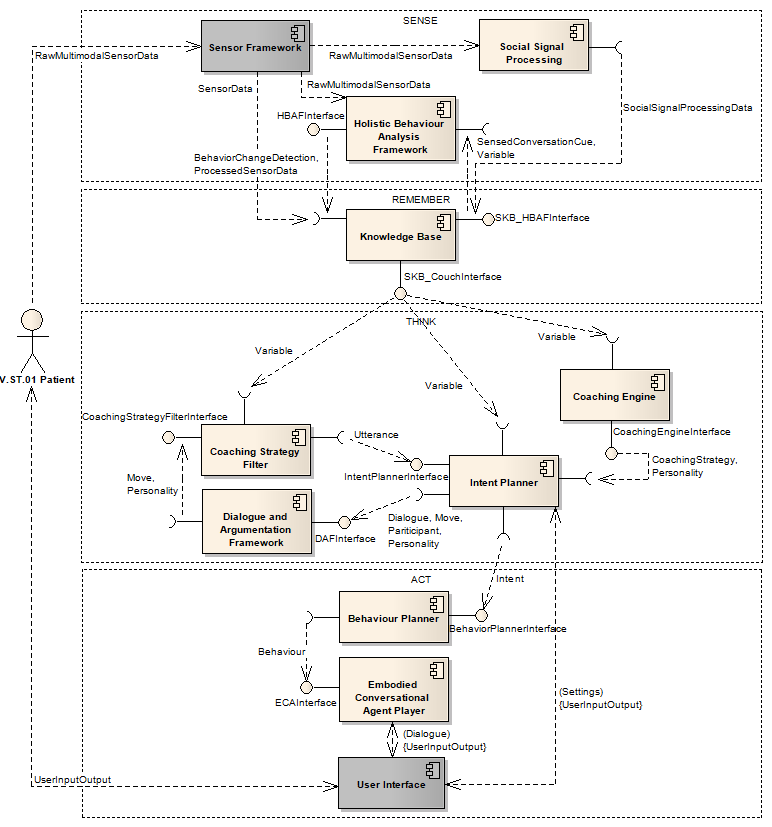 SENSE
Sensor Framework
Social Signal
Processing
RawMultimodalSensorData
RawMultimodalSensorData
RawMultimodalSensorData
SensorData
SocialSignalProcessingData
HBAFInterface
Holistic Behaviour
Analysis
Framework
SensedConversationCue,
Variable
BehaviorChangeDetection,
ProcessedSensorData
REMEMBER
SKB_HBAFInterface
Knowledge Base
SKB_CouchInterface
THINK
Variable
Variable
Variable
V.ST.01 Patient
Coaching Engine
CoachingStrategyFilterInterface
CoachingEngineInterface
Utterance
Coaching Strategy
Filter
CoachingStrategy,
Personality
IntentPlannerInterface
Intent Planner
Move,
Personality
Dialogue and
Argumentation
Framework
DAFInterface
Dialogue, Move,
Pariticipant,
Personality
ACT
Intent
Behaviour Planner
BehaviorPlannerInterface
Behaviour
Embodied
Conversational
Agent Player
ECAInterface
(Settings)
{UserInputOutput}
(Dialogue)
{UserInputOutput}
UserInputOutput
User Interface